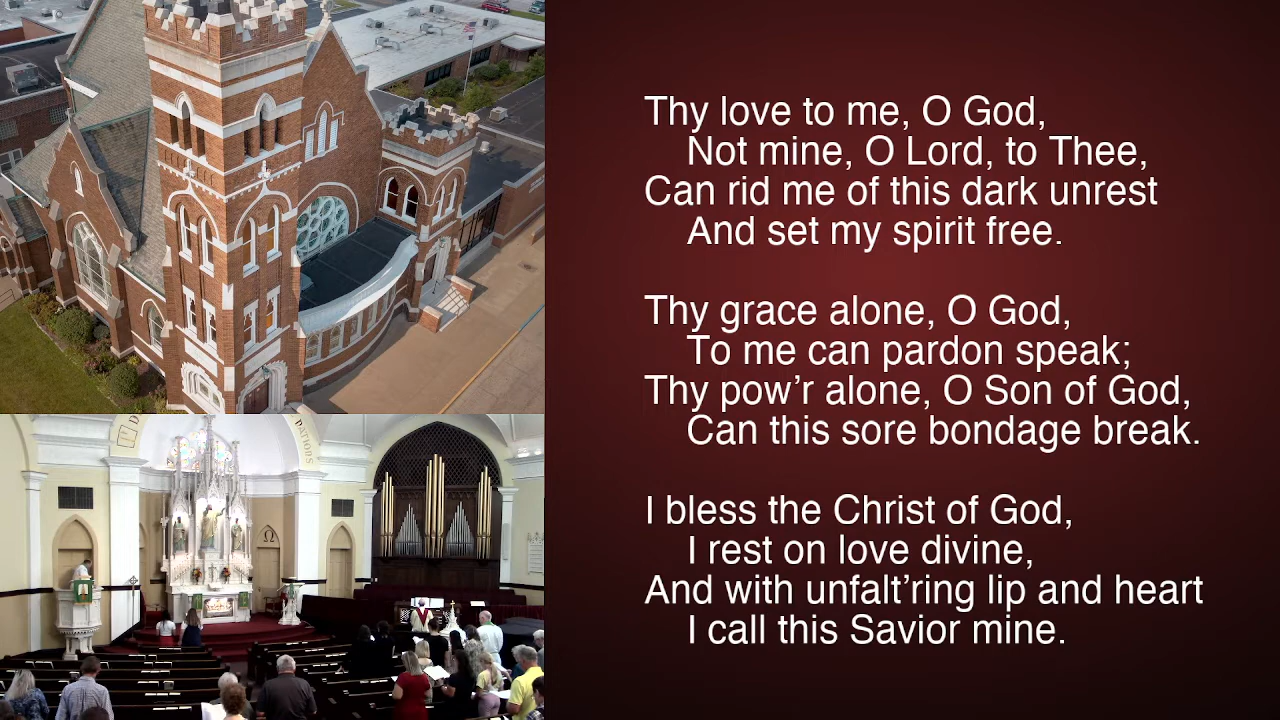 Thy love to me, O God,
Not mine, O Lord, to Thee,
Can rid me of this dark unrest
And set my spirit free.
Thy grace alone, O God,
To me can pardon speak;
Thy pow’r alone, O Son of God,
Can this sore bondage break.
I bless the Christ of God,
I rest on love divine,
And with unfalt’ring lip and heart
I call this Savior mine.
Ω